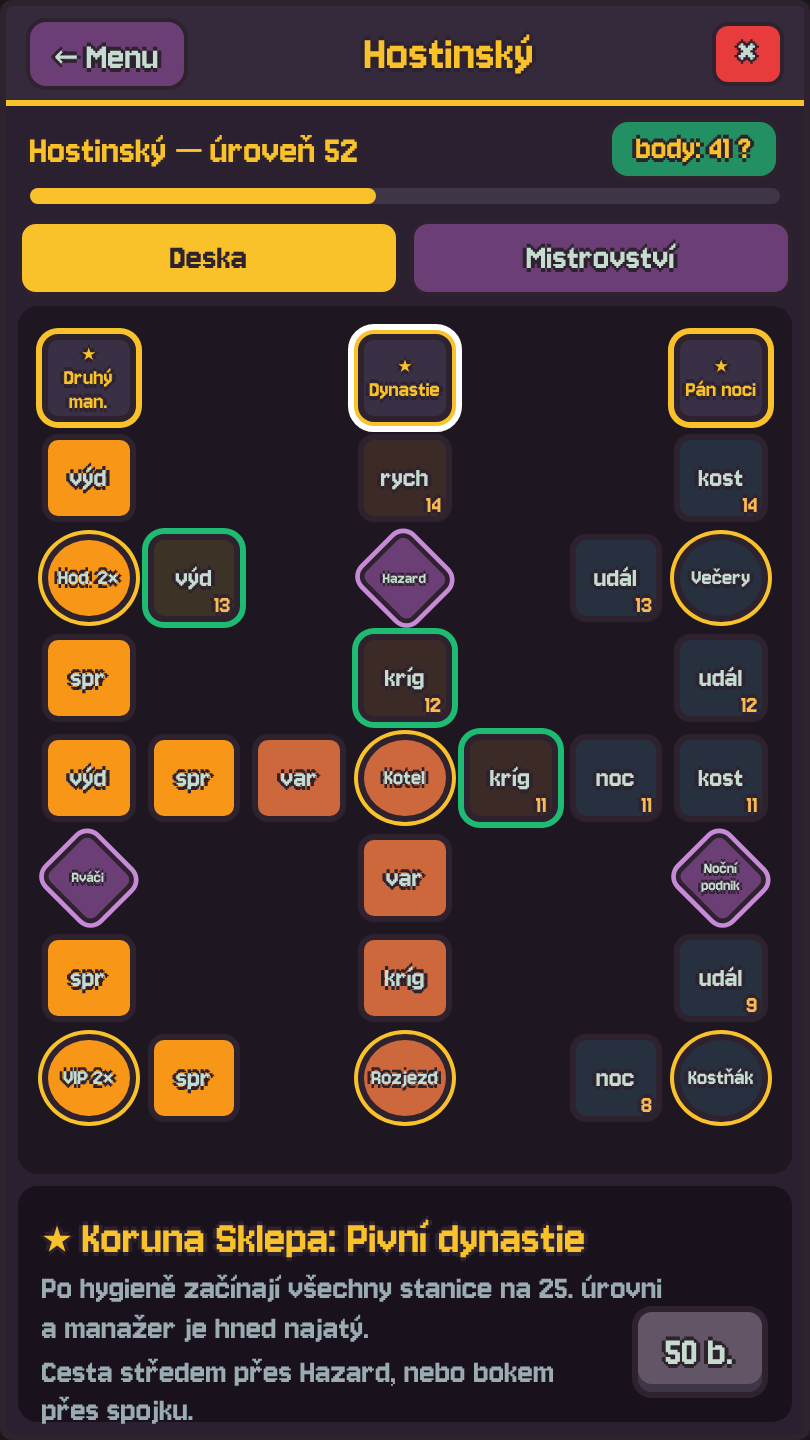 ← Menu
Hostinský
×
Hostinský — úroveň 52
body: 41 ?
Deska
Mistrovství
★ Druhý man.
★ Dynastie
★ Pán noci
výd
rych 14
kost 14
Hod. 2x
výd 13
Hazard
udál 13
Večery
spr
kríg 12
udál 12
výd
spr
var
Kotel
kríg 11
noc 11
kost 11
Rváči
var
Noční podnik
spr
kríg
udál 9
VIP 2x
spr
Rozjezd
noc 8
Kostňák
★ Koruna Sklepa: Pivní dynastie
Po hygieně začínají všechny stanice na 25. úrovni
a manažer je hned najatý.
50 b.
Cesta středem přes Hazard, nebo bokem
přes spojku.